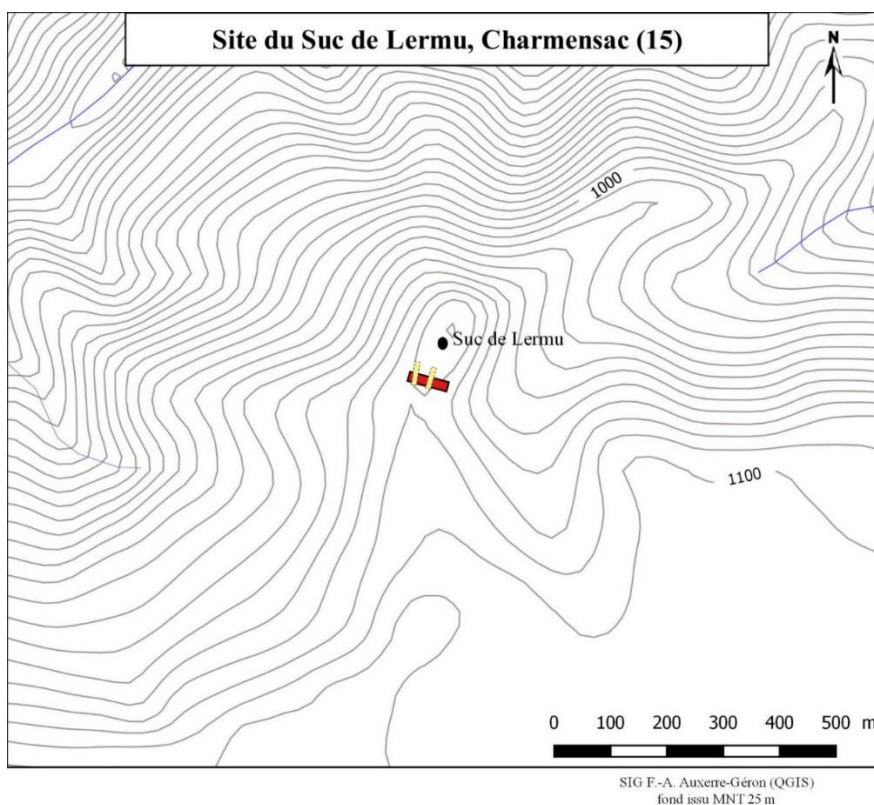 Site du Suc de Lermu, Charmensac (15)
N
1000
Suc de Lermu
1100
0 100 200 300 400 500 m
SIG F.-A. Auxerre-Géron (QGIS)
fond issu MNT 25 m